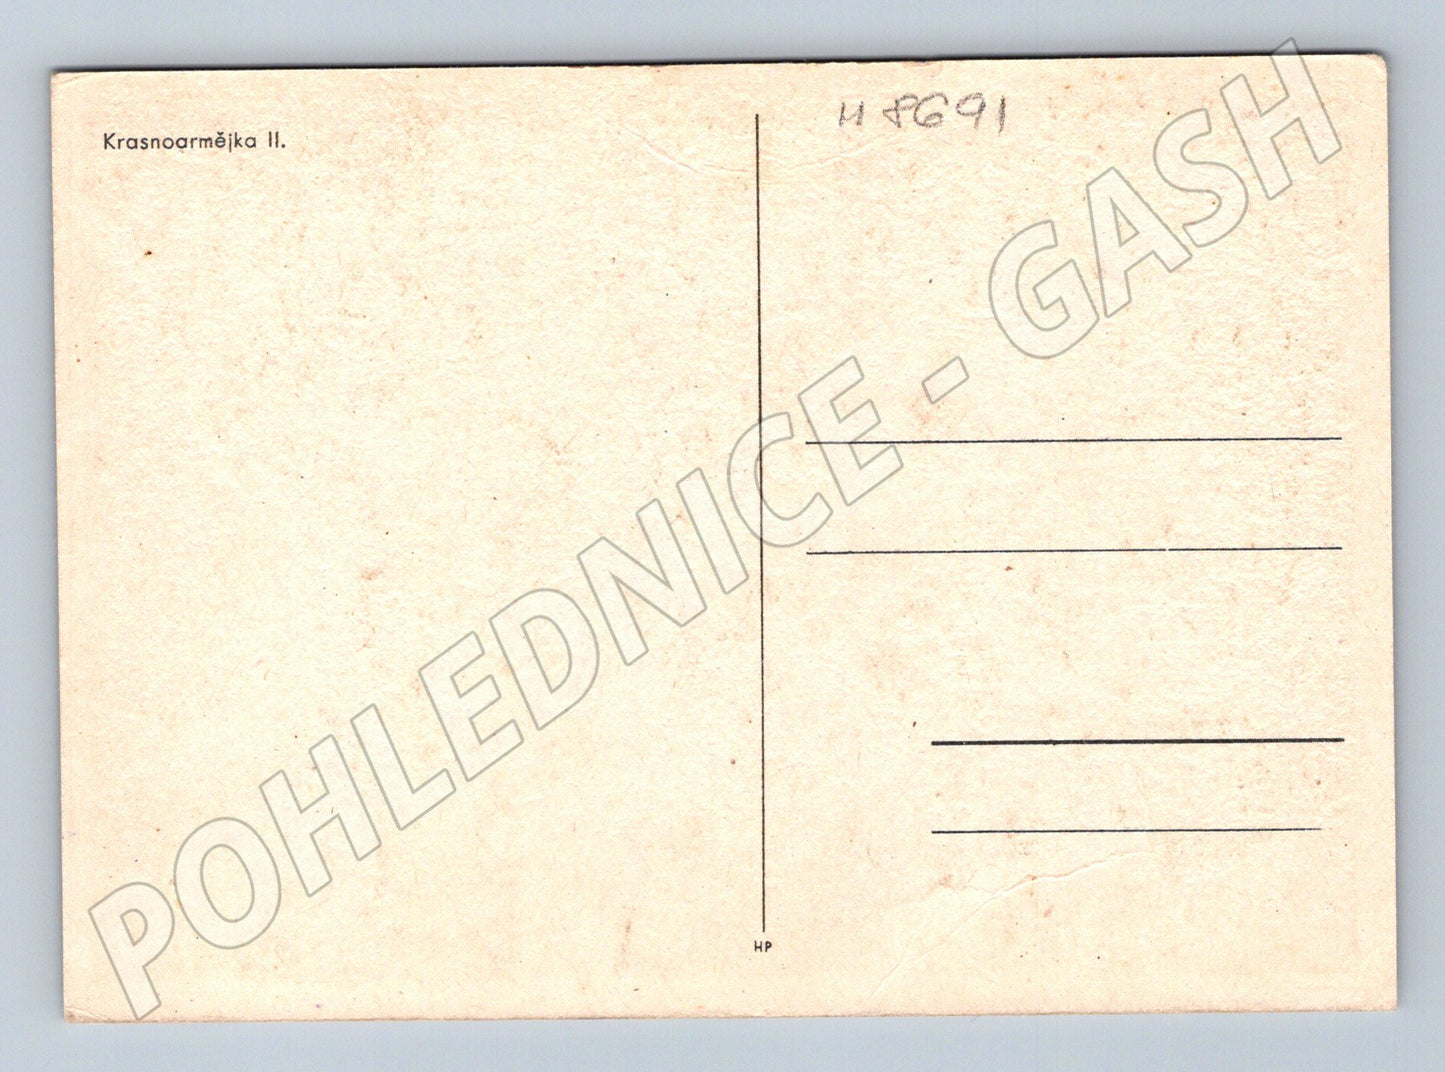 Krasnoarmějka II.
H 8691
POHLEDNICE - GASH
HP